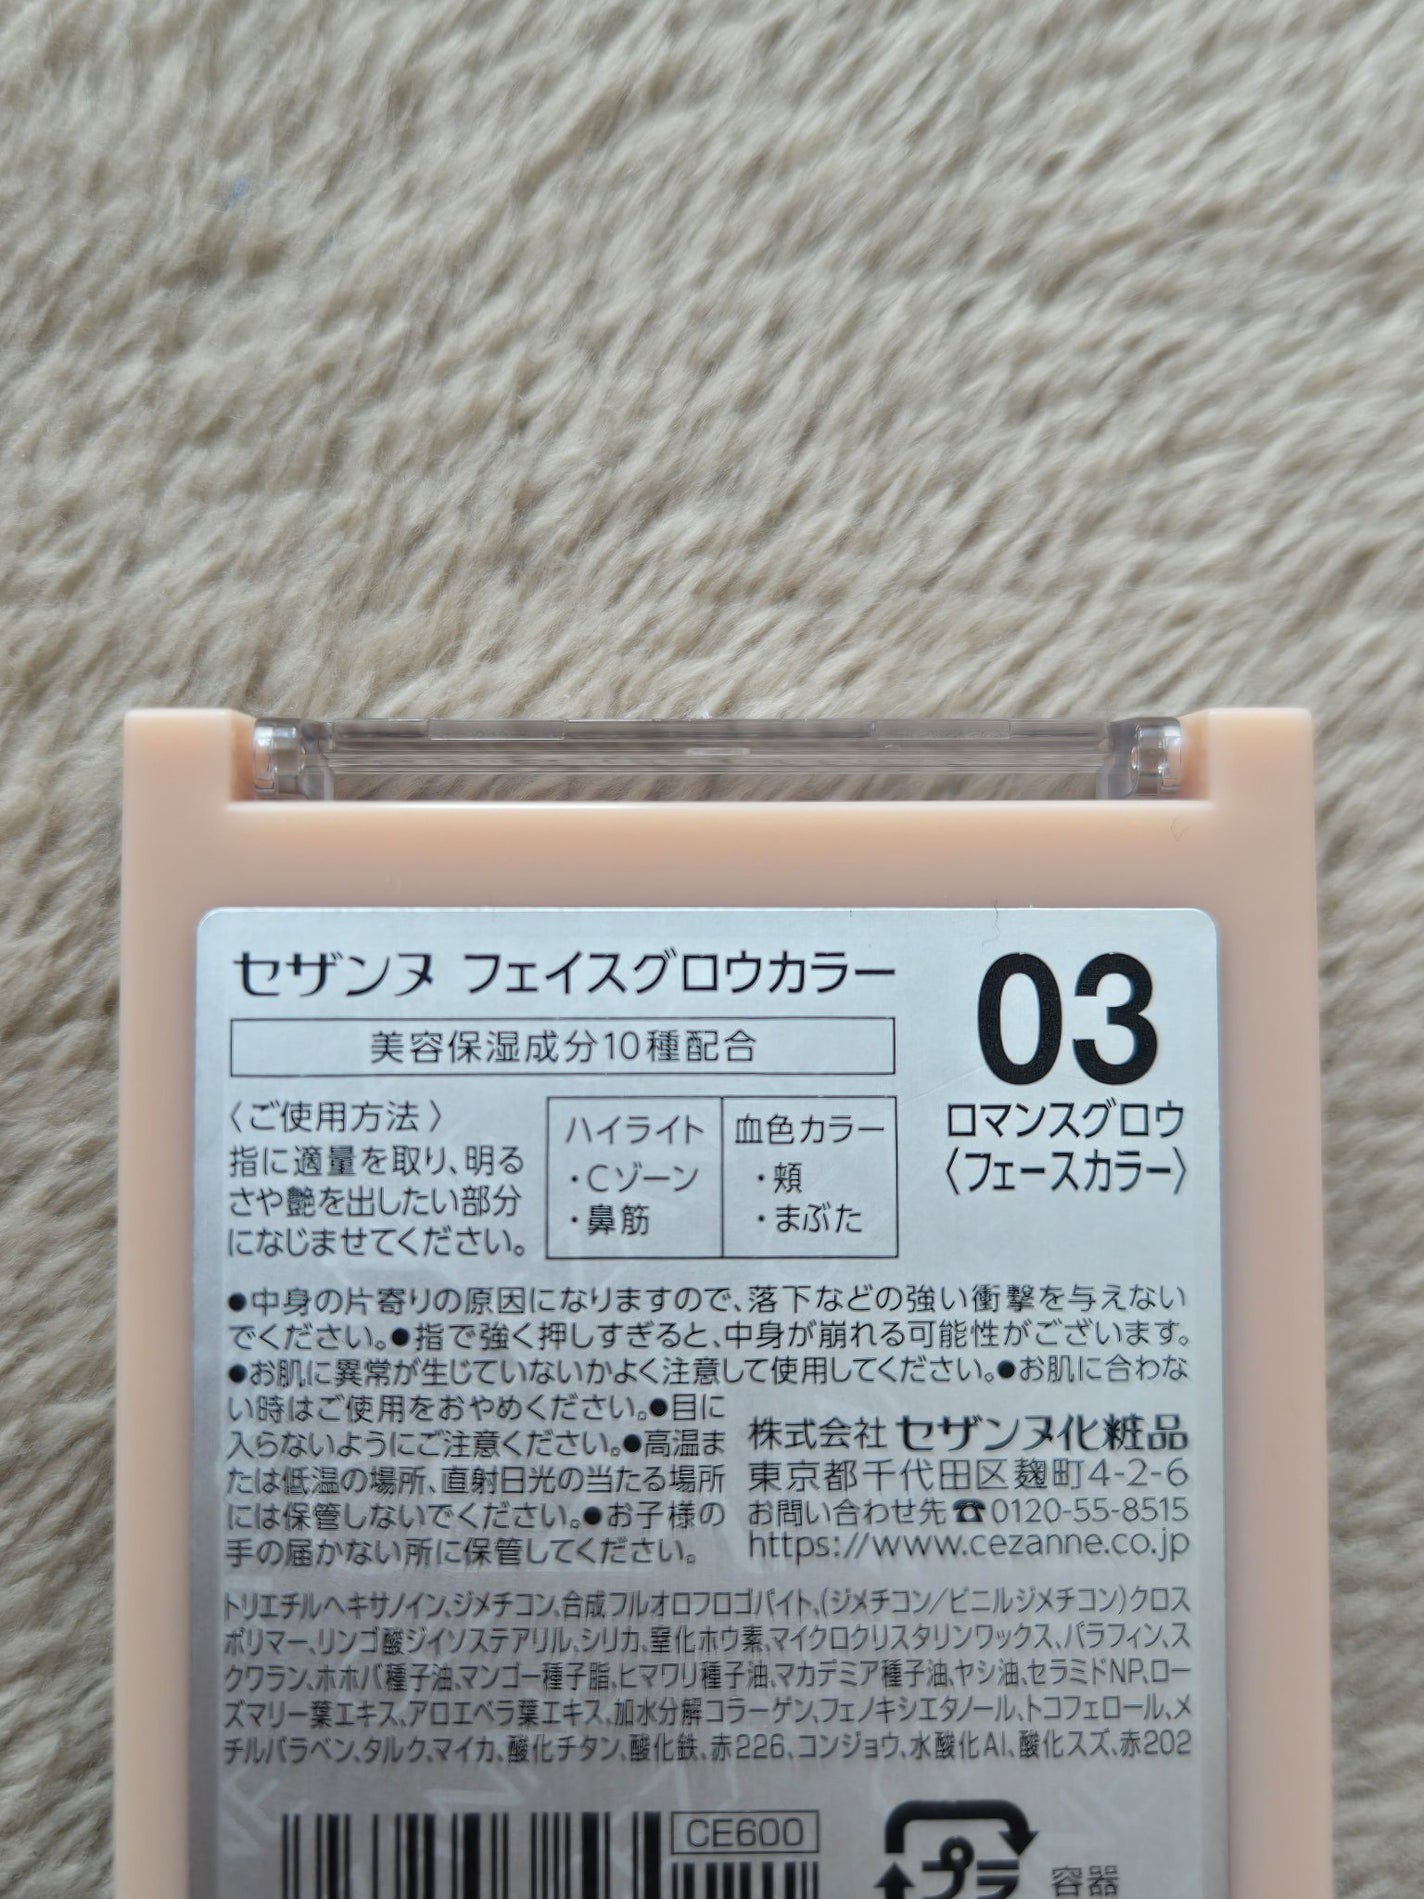 セザンヌ フェイスグロウカラー
03
美容保湿成分10種配合
ロマンスグロウ
〈フェースカラー〉
〈ご使用方法〉
指に適量を取り、明る
さや艶を出したい部分
になじませてください。
ハイライト
・Cゾーン
・鼻筋
血色カラー
・頬
・まぶた
●中身の片寄りの原因になりますので、落下などの強い衝撃を与えない
でください。●指で強く押しすぎると、中身が崩れる可能性がございます。
●お肌に異常が生じていないかよく注意して使用してください。●お肌に合わな
い時はご使用をおやめください。●目に
入らないようにご注意ください。●高温ま
たは低温の場所、直射日光の当たる場所
には保管しないでください。●お子様の
手の届かない所に保管してください。
株式会社 セザンヌ化粧品
東京都千代田区麹町4-2-6
お問い合わせ先☎0120-55-8515
https://www.cezanne.co.jp
トリエチルヘキサノイン、ジメチコン、合成フルオロフロゴパイト、(ジメチコン/ビニルジメチコン)クロス
ポリマー、リンゴ酸ジイソステアリル、シリカ、窒化ホウ素、マイクロクリスタリンワックス、パラフィン、ス
クワラン、ホホバ種子油、マンゴー種子脂、ヒマワリ種子油、マカデミア種子油、ヤシ油、セラミドNP、ロー
ズマリー葉エキス、アロエベラ葉エキス、加水分解コラーゲン、フェノキシエタノール、トコフェロール、メ
チルパラベン、タルク、マイカ、酸化チタン、酸化鉄、赤226、コンジョウ、水酸化Al、酸化スズ、赤202
CE600
プラ
容器